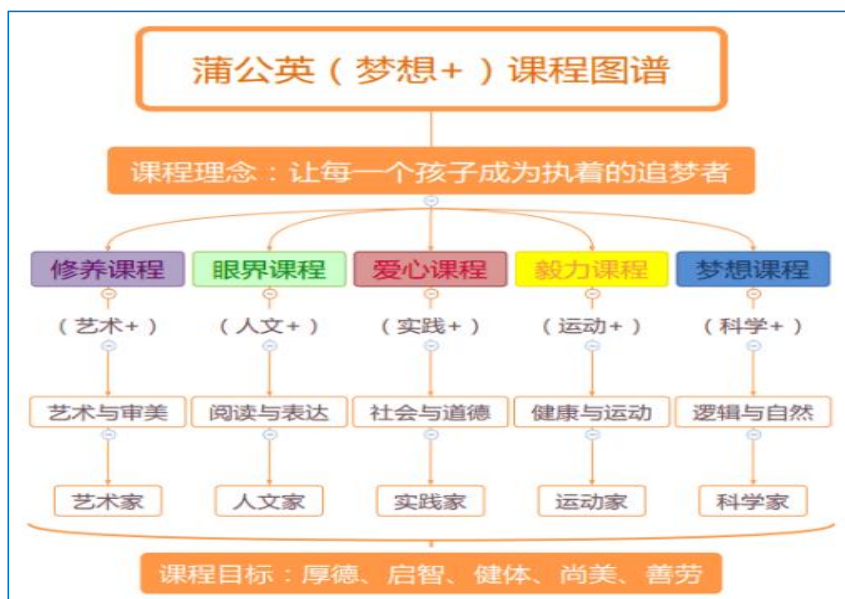 蒲公英（梦想+）课程图谱
课程理念：让每一个孩子成为执着的追梦者
修养课程 眼界课程 爱心课程 毅力课程 梦想课程
（艺术+） （人文+） （实践+） （运动+） （科学+）
艺术与审美 阅读与表达 社会与道德 健康与运动 逻辑与自然
艺术家 人文家 实践家 运动家 科学家
课程目标：厚德、启智、健体、尚美、善劳